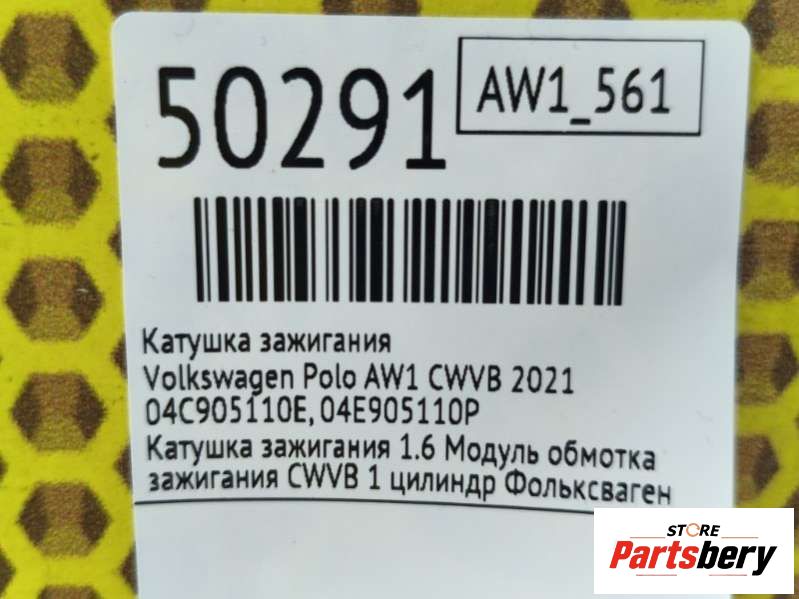 50291
AW1_561
Катушка зажигания
Volkswagen Polo AW1 CWVB 2021
04C905110E, 04E905110P
Катушка зажигания 1.6 Модуль обмотка
зажигания CWVB 1 цилиндр Фольксваген
STORE
Partsbery